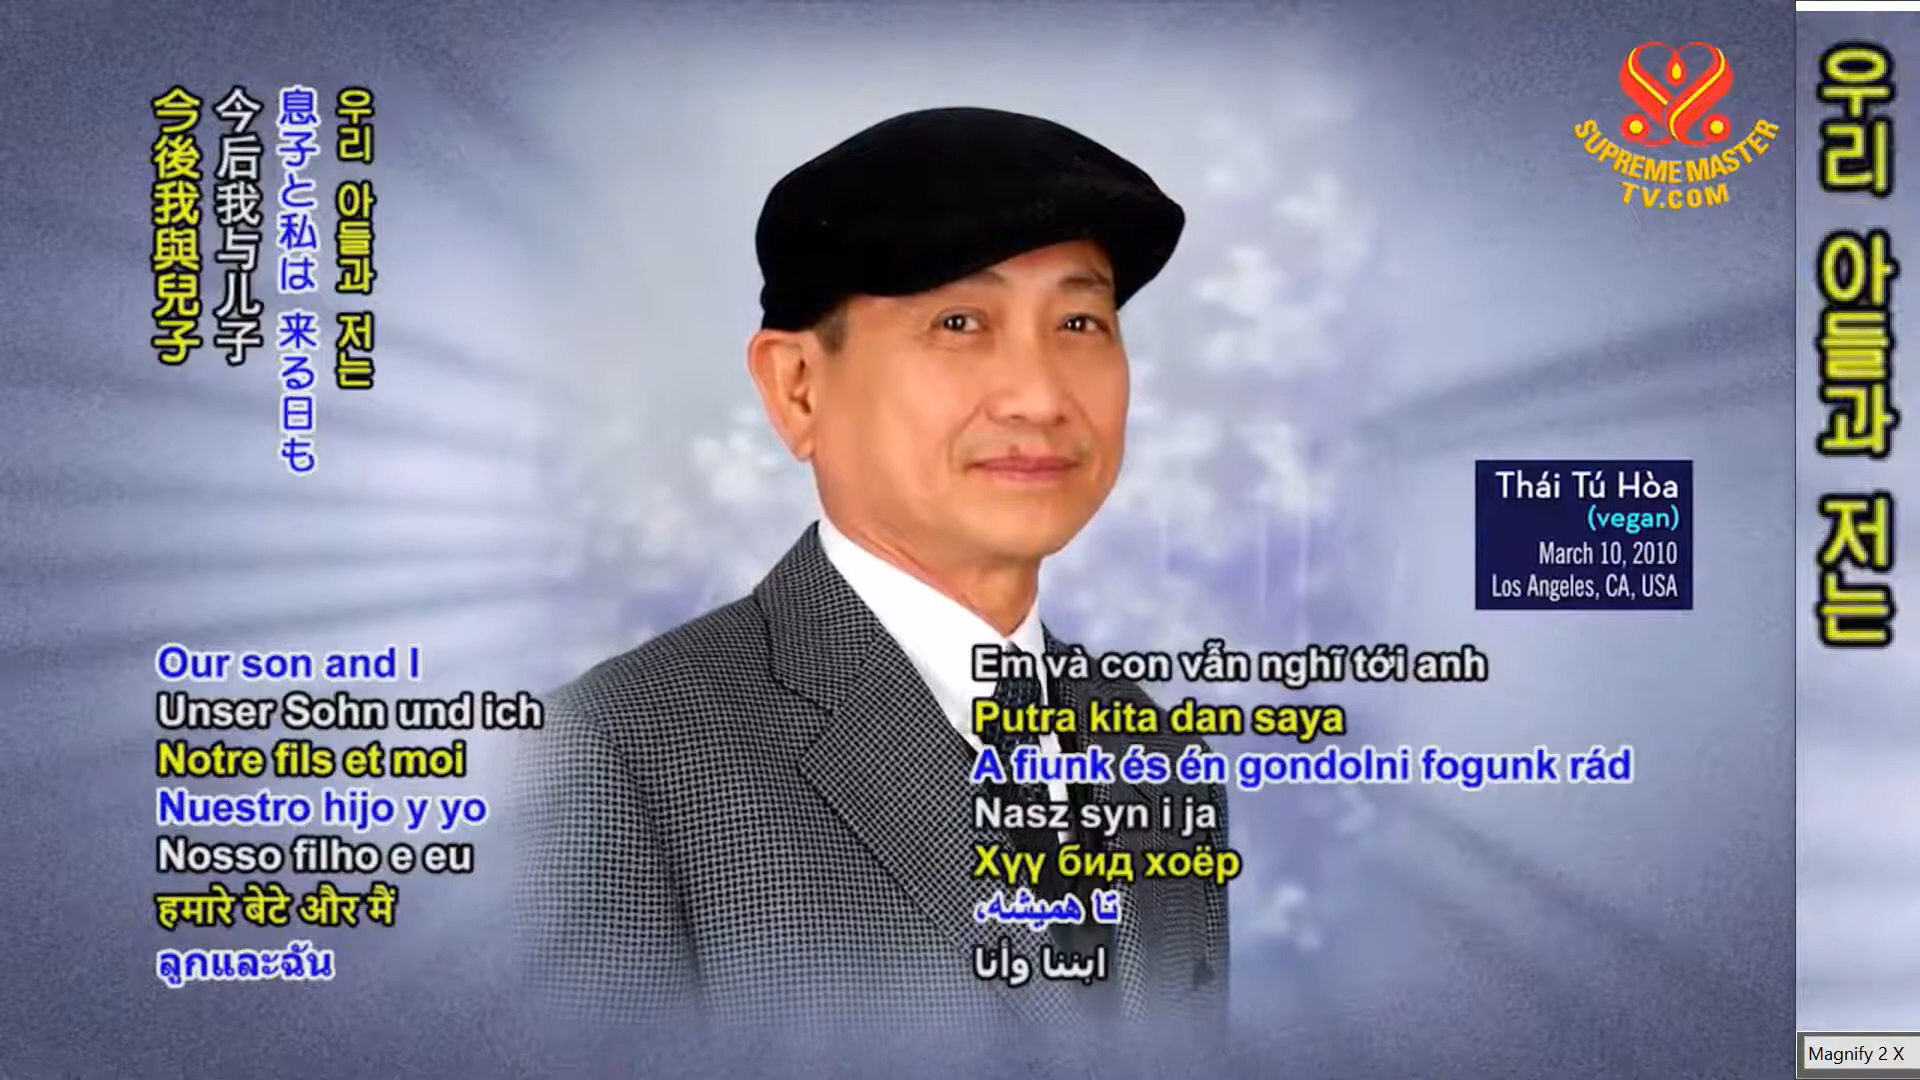 우리 아들과 저는
息子と私は 来る日も
今后我与儿子
今後我與兒子
SUPREME MASTER
TV.COM
Thái Tú Hòa
(vegan)
March 10, 2010
Los Angeles, CA, USA
Our son and I
Unser Sohn und ich
Notre fils et moi
Nuestro hijo y yo
Nosso filho e eu
हमारे बेटे और मैं
ลูกและฉัน
Em và con vẫn nghĩ tới anh
Putra kita dan saya
A fiunk és én gondolni fogunk rád
Nasz syn i ja
Хүү бид хоёр
تا همیشه،
ابننا وأنا
우리 아들과 저는
Magnify 2 X